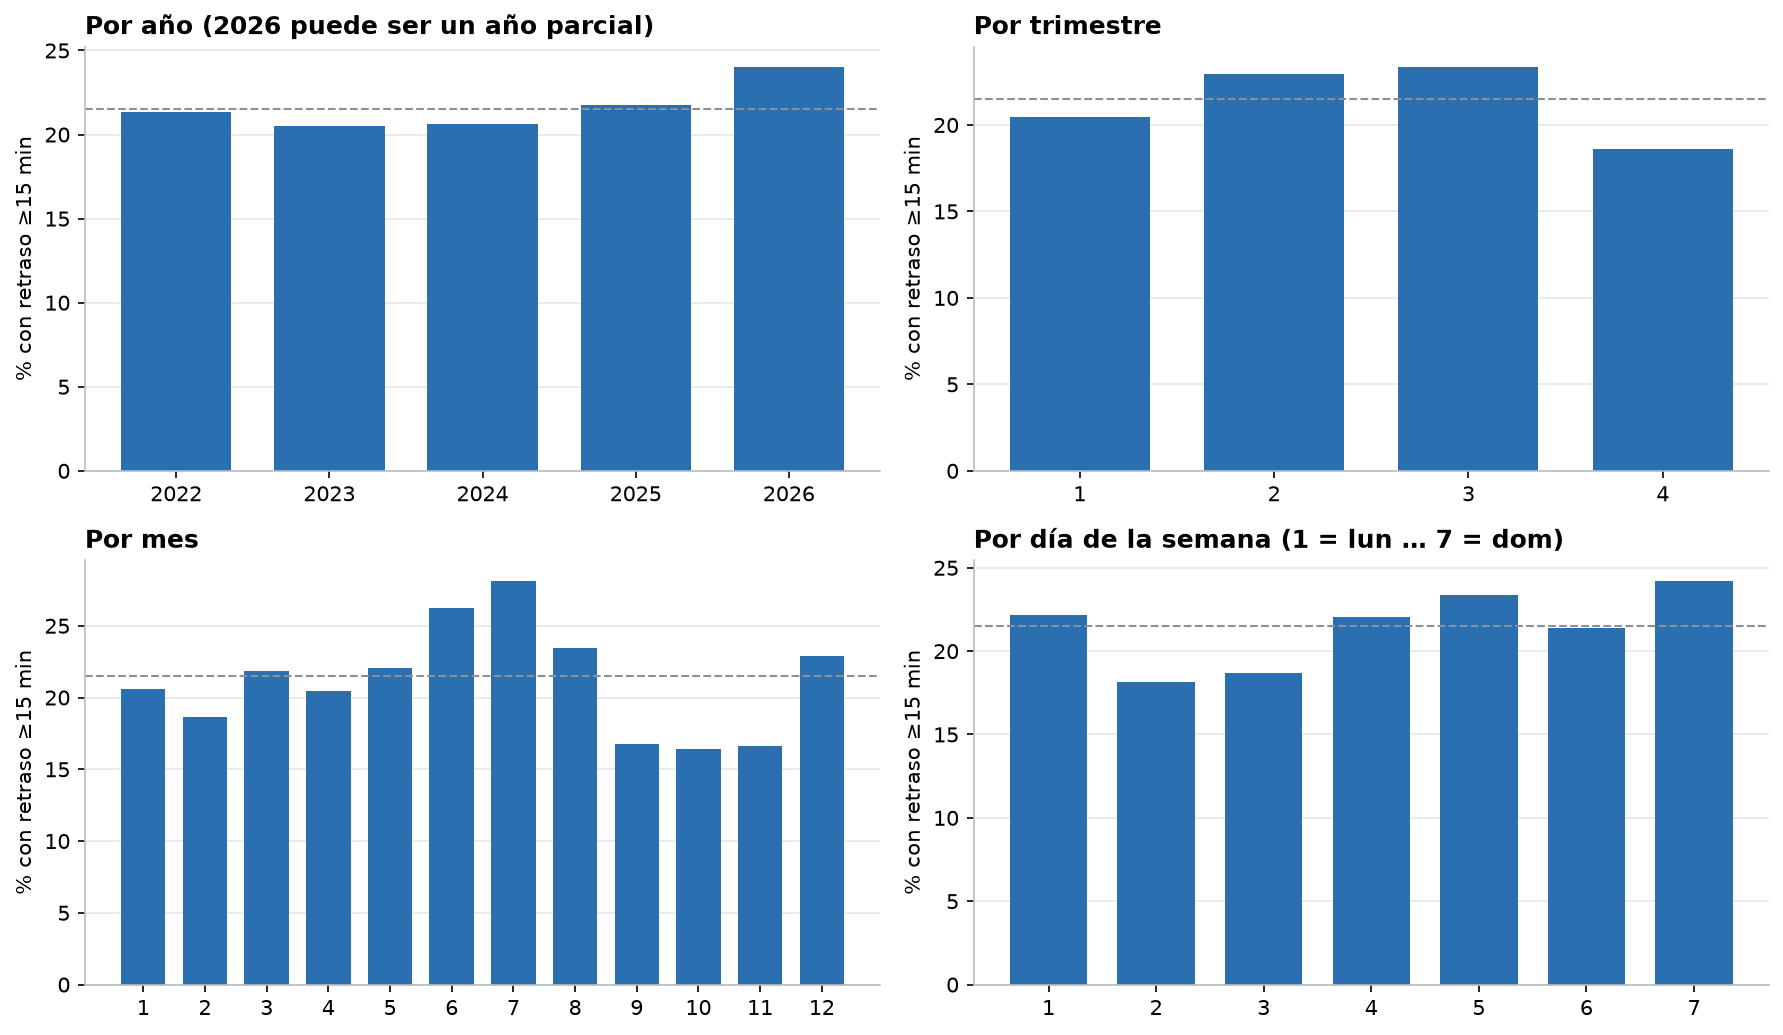 Por año (2026 puede ser un año parcial)
% con retraso ≥15 min
25
20
15
10
5
0
2022 2023 2024 2025 2026
Por trimestre
% con retraso ≥15 min
20
15
10
5
0
1 2 3 4
Por mes
% con retraso ≥15 min
25
20
15
10
5
0
1 2 3 4 5 6 7 8 9 10 11 12
Por día de la semana (1 = lun … 7 = dom)
% con retraso ≥15 min
25
20
15
10
5
0
1 2 3 4 5 6 7